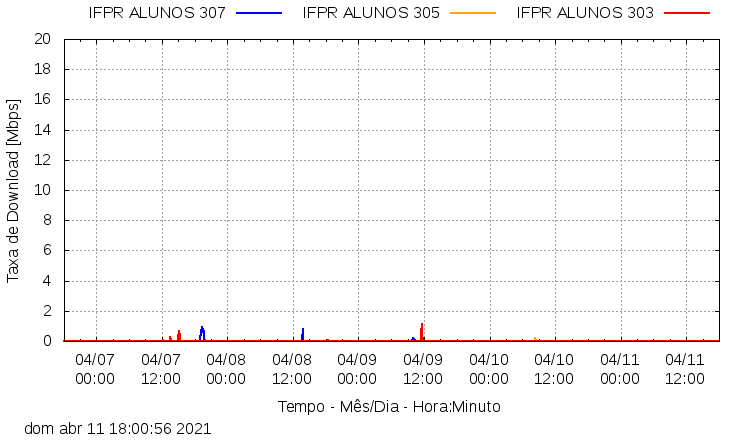 IFPR ALUNOS 307 IFPR ALUNOS 305 IFPR ALUNOS 303
Taxa de Download [Mbps]
20
18
16
14
12
10
8
6
4
2
0
04/07 04/07 04/08 04/08 04/09 04/09 04/10 04/10 04/11 04/11
00:00 12:00 00:00 12:00 00:00 12:00 00:00 12:00 00:00 12:00
Tempo - Mês/Dia - Hora:Minuto
dom abr 11 18:00:56 2021